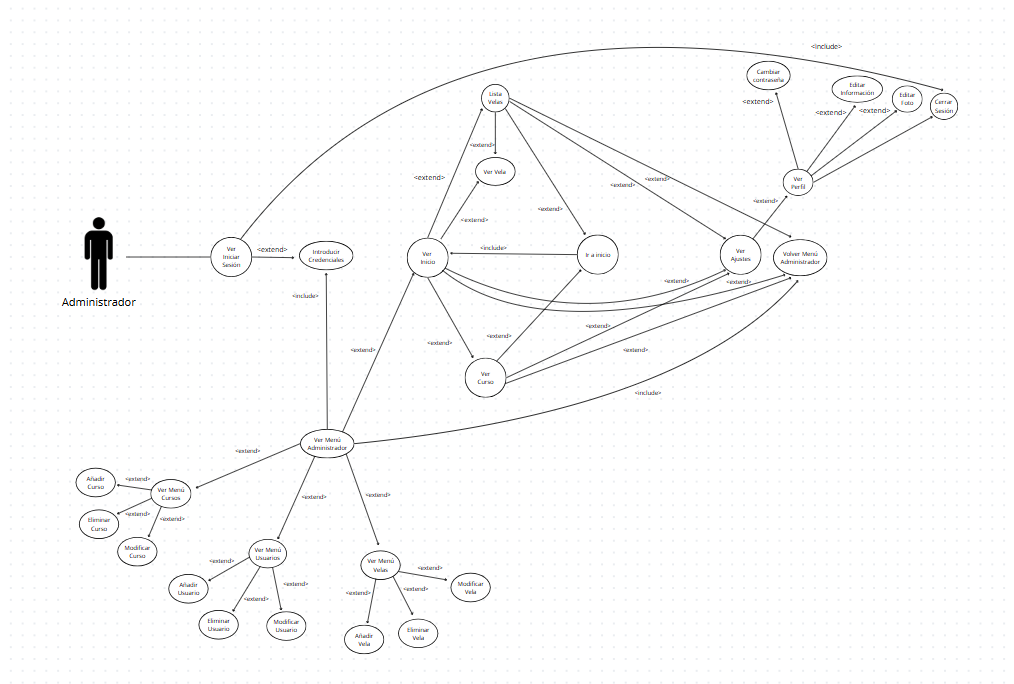 <include>
Cambiar
contraseña
Editar
Información
Editar
Foto
Cerrar
Sesión
Lista
Velas
<extend>
<extend>
<extend>
<extend>
Ver Vela
<extend>
<extend>
<extend>
<extend>
Ver
Perfil
<extend>
<extend>
<extend>
Administrador
Ver
Iniciar
Sesión
<extend>
Introducir
Credenciales
Ver
Inicio
<include>
Ir a inicio
Ver
Ajustes
Volver Menú
Administrador
<include>
<extend>
<extend>
<extend>
<extend>
<extend>
<extend>
<extend>
<extend>
Ver
Curso
<include>
Ver Menú
Administrador
<extend>
Añadir
Curso
<extend>
Ver Menú
Cursos
Eliminar
Curso
<extend>
<extend>
Modificar
Curso
<extend>
<extend>
Ver Menú
Usuarios
<extend>
Añadir
Usuario
<extend>
<extend>
Eliminar
Usuario
Modificar
Usuario
Ver Menú
Velas
<extend>
Modificar
Vela
<extend>
<extend>
Añadir
Vela
Eliminar
Vela